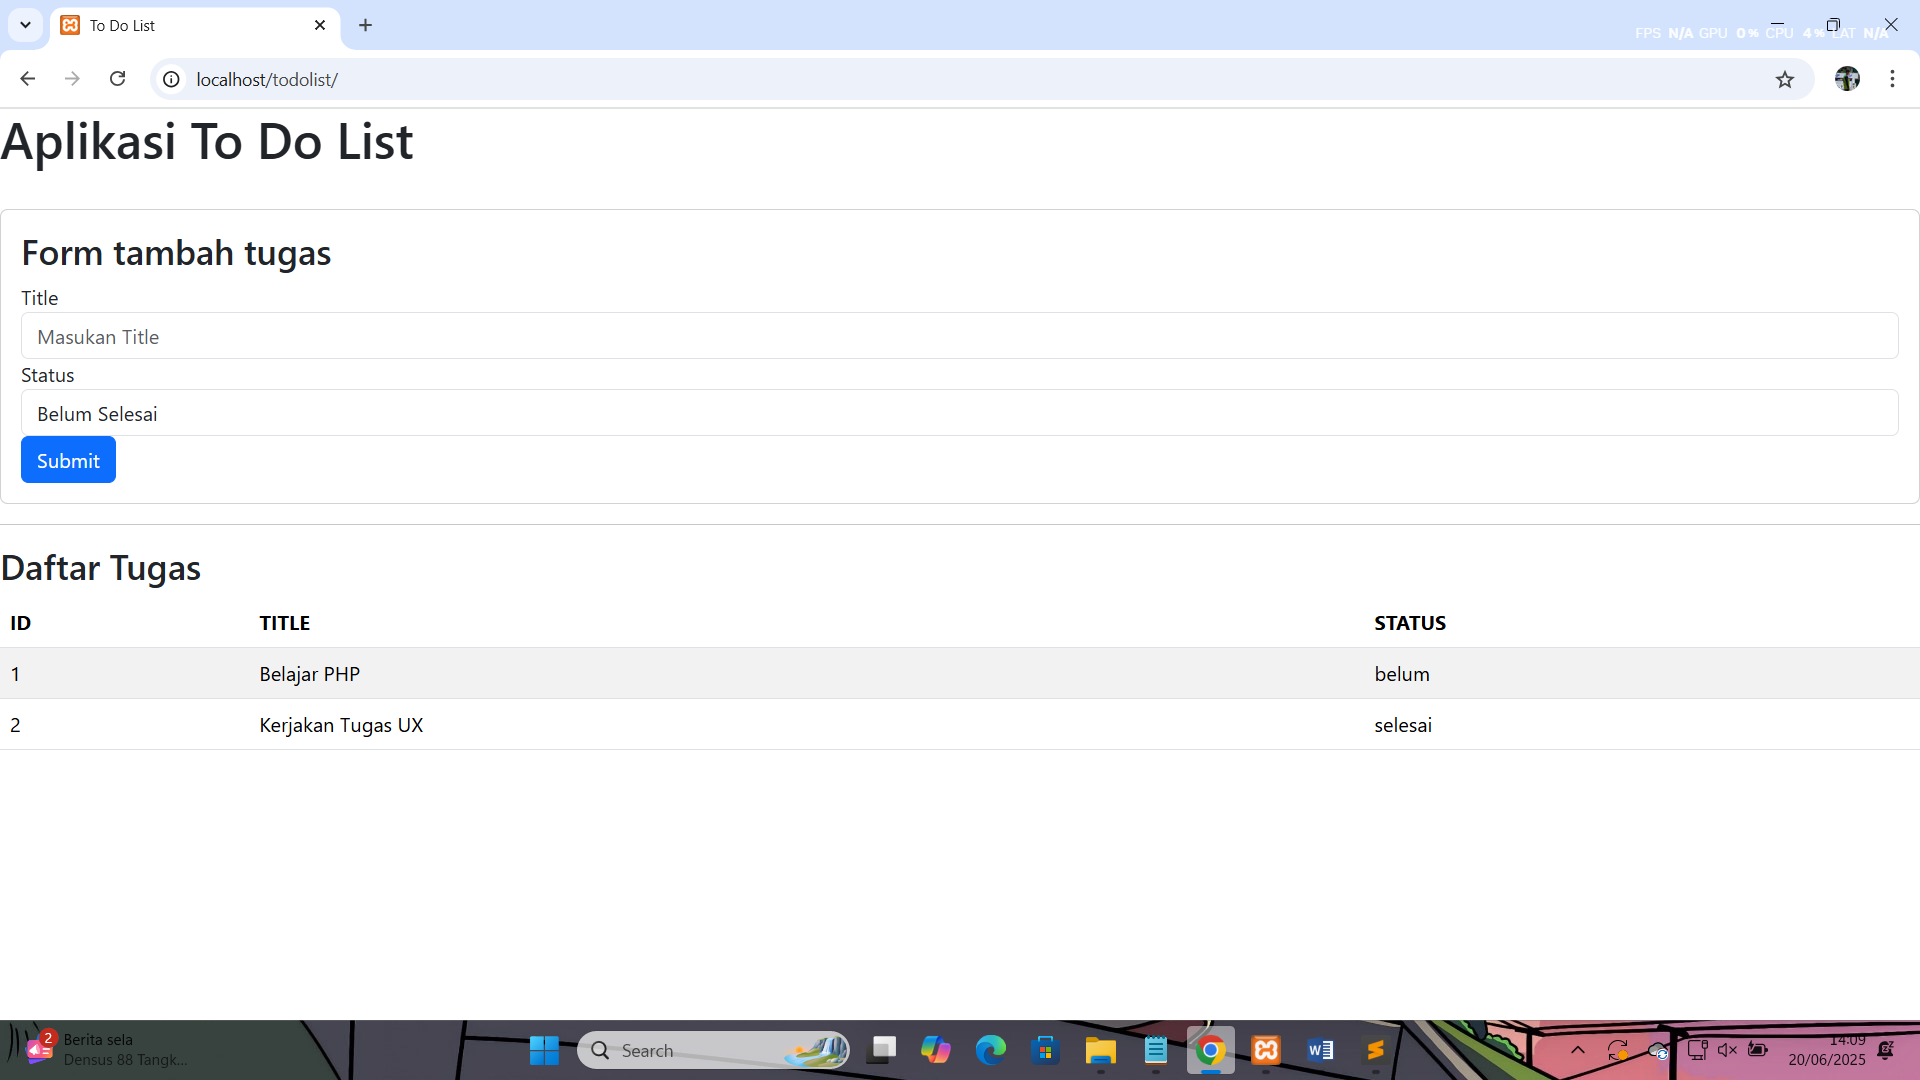 To Do List
FPS N/A GPU 0% CPU 4% LAT N/A
localhost/todolist/
Aplikasi To Do List
Form tambah tugas
Title
Masukan Title
Status
Belum Selesai
Submit
Daftar Tugas
ID TITLE STATUS
1 Belajar PHP belum
2 Kerjakan Tugas UX selesai
2
Berita sela
Densus 88 Tangk...
Search
14.09
20/06/2025